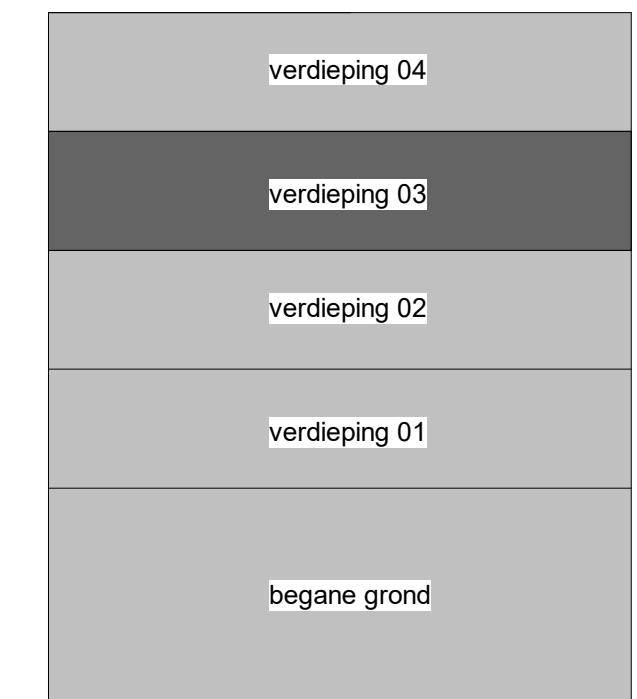 verdieping 04
verdieping 03
verdieping 02
verdieping 01
begane grond